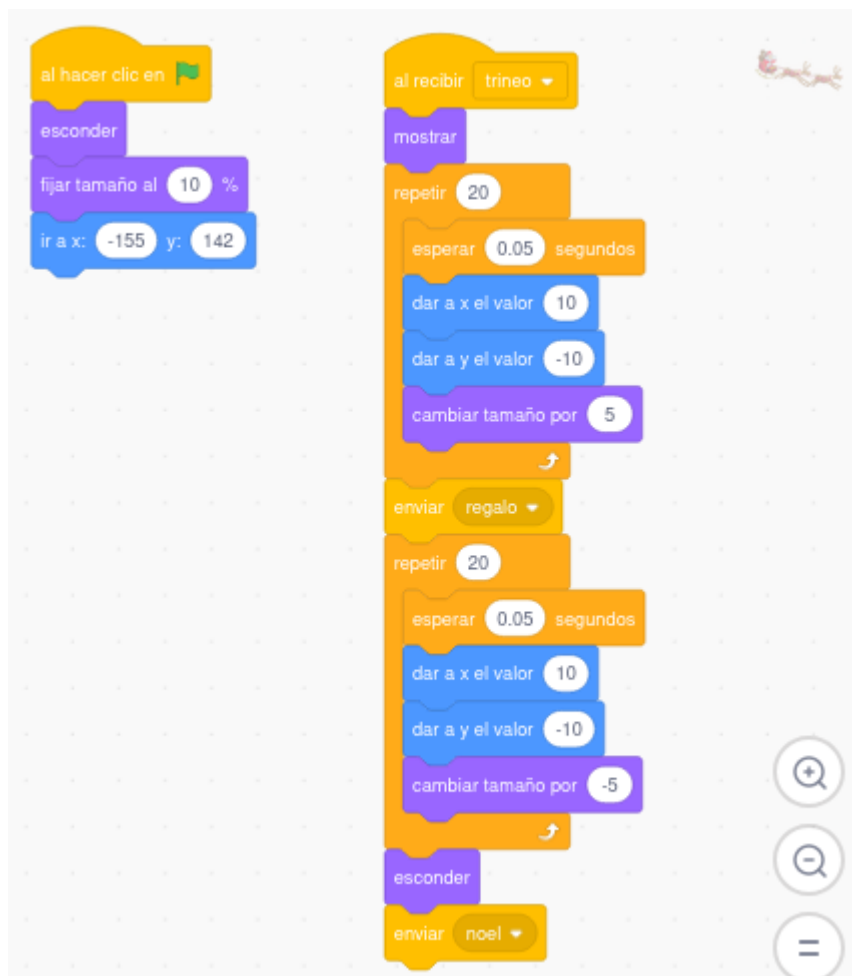 al hacer clic en
esconder
fijar tamaño al 10 %
ir a x: -155 y: 142
al recibir trineo
mostrar
repetir 20
esperar 0.05 segundos
dar a x el valor 10
dar a y el valor -10
cambiar tamaño por 5
enviar regalo
repetir 20
esperar 0.05 segundos
dar a x el valor 10
dar a y el valor -10
cambiar tamaño por -5
esconder
enviar noel